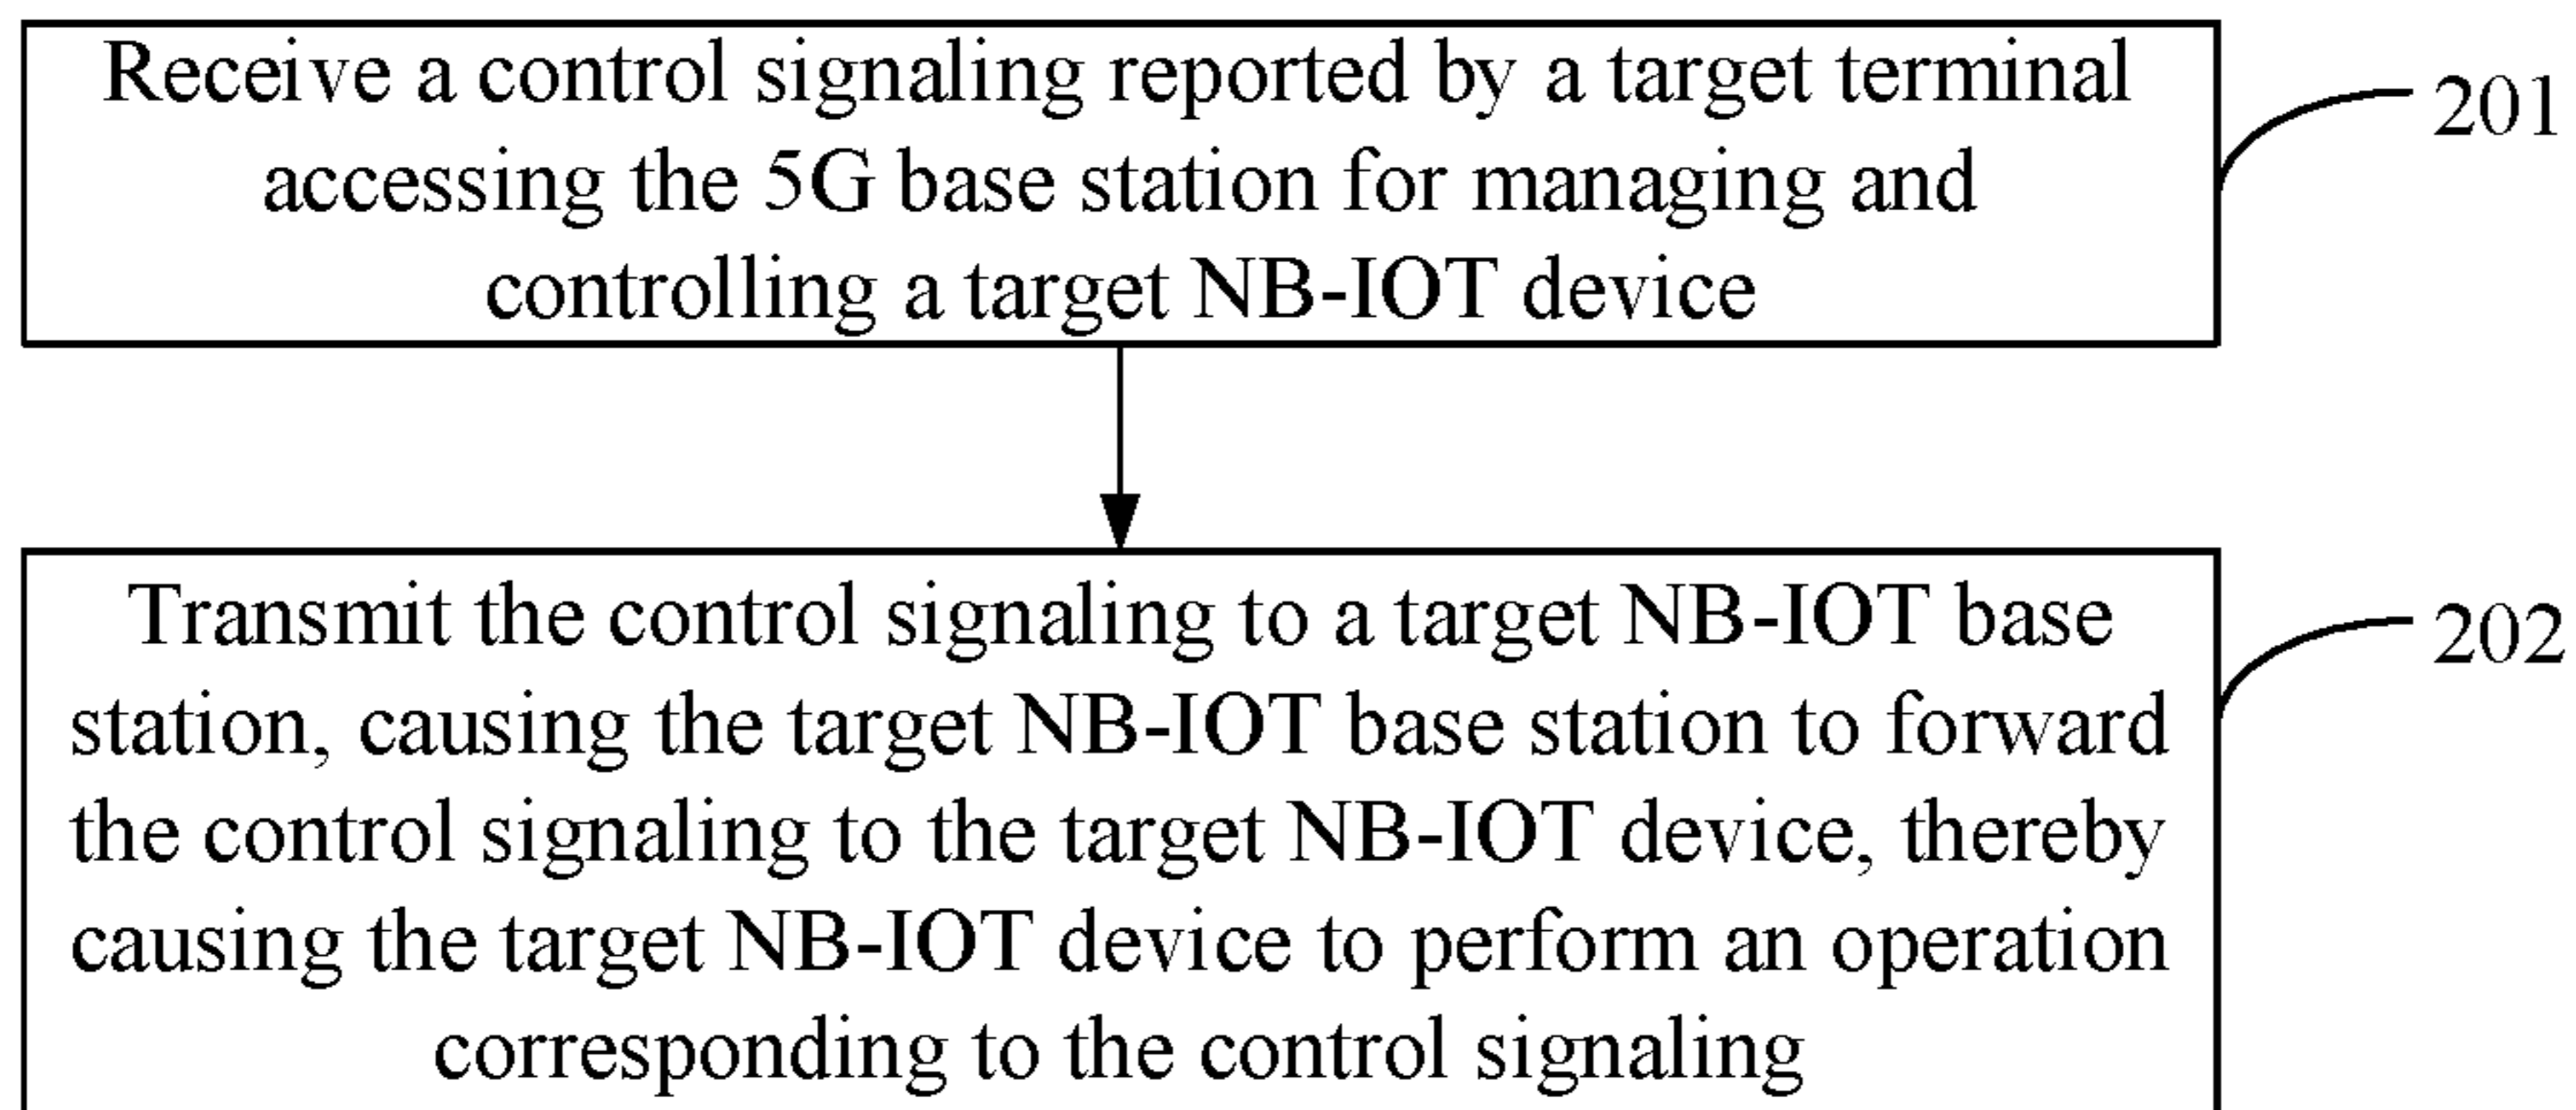 Receive a control signaling reported by a target terminal
accessing the 5G base station for managing and
controlling a target NB-IOT device
201
Transmit the control signaling to a target NB-IOT base
station, causing the target NB-IOT base station to forward
the control signaling to the target NB-IOT device, thereby
causing the target NB-IOT device to perform an operation
corresponding to the control signaling
202